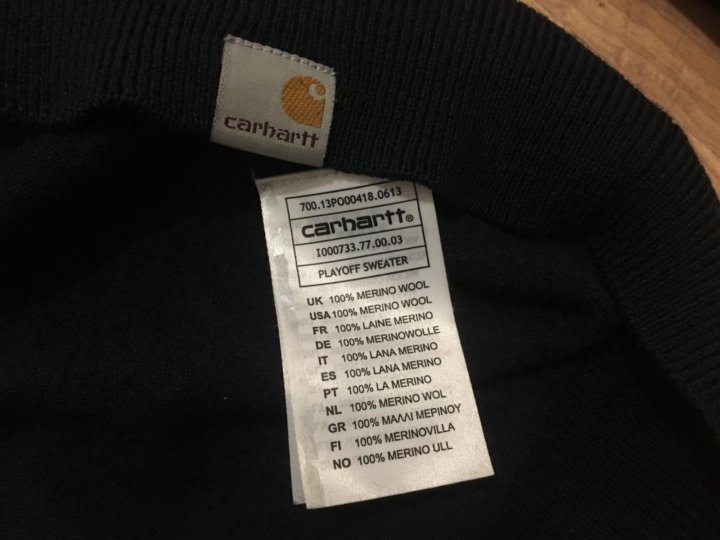 carhartt
700.13PO00418.0613
carhartt®
I000733.77.00.03
PLAYOFF SWEATER
UK 100% MERINO WOOL
USA 100% MERINO WOOL
FR 100% LAINE MERINO
DE 100% MERINOWOLLE
IT 100% LANA MERINO
ES 100% LANA MERINO
PT 100% LA MERINO
NL 100% MERINO WOL
GR 100% ΜΑΛΛΙ ΜΕΡΙΝΟΥ
FI 100% MERINOVILLA
NO 100% MERINO ULL